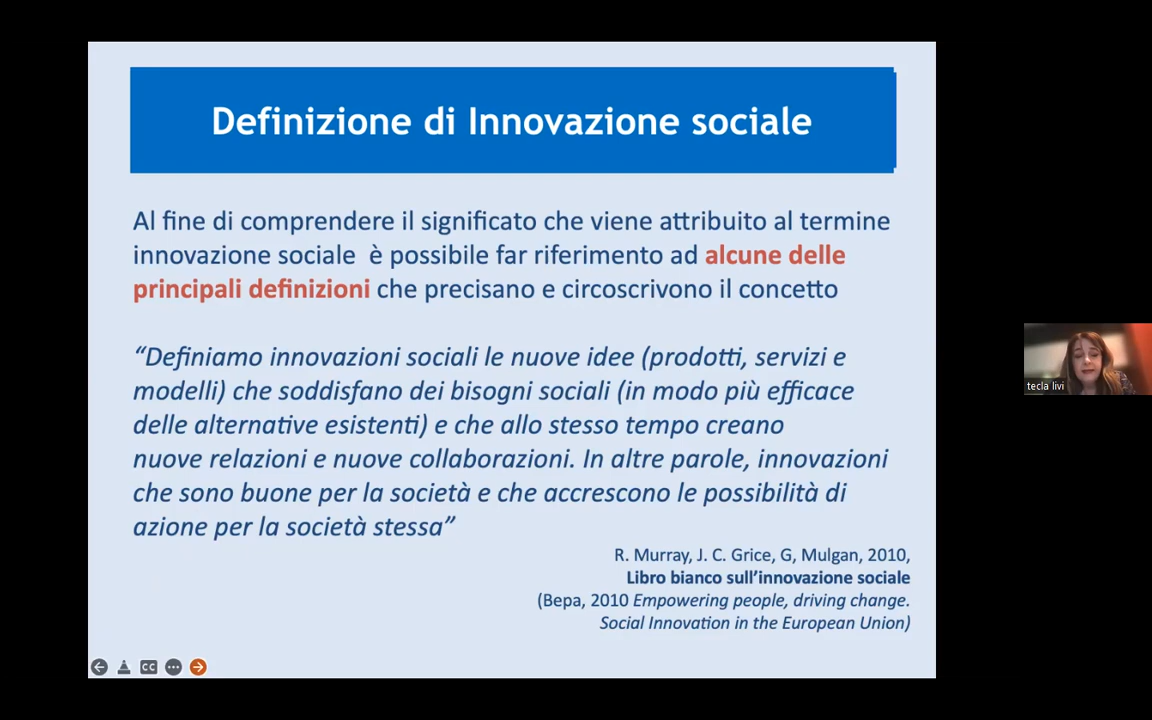 Definizione di Innovazione sociale
Al fine di comprendere il significato che viene attribuito al termine
innovazione sociale è possibile far riferimento ad alcune delle
principali definizioni che precisano e circoscrivono il concetto
“Definiamo innovazioni sociali le nuove idee (prodotti, servizi e
modelli) che soddisfano dei bisogni sociali (in modo più efficace
delle alternative esistenti) e che allo stesso tempo creano
nuove relazioni e nuove collaborazioni. In altre parole, innovazioni
che sono buone per la società e che accrescono le possibilità di
azione per la società stessa”
R. Murray, J. C. Grice, G, Mulgan, 2010,
Libro bianco sull’innovazione sociale
(Bepa, 2010 Empowering people, driving change.
Social Innovation in the European Union)
tecla livi
CC